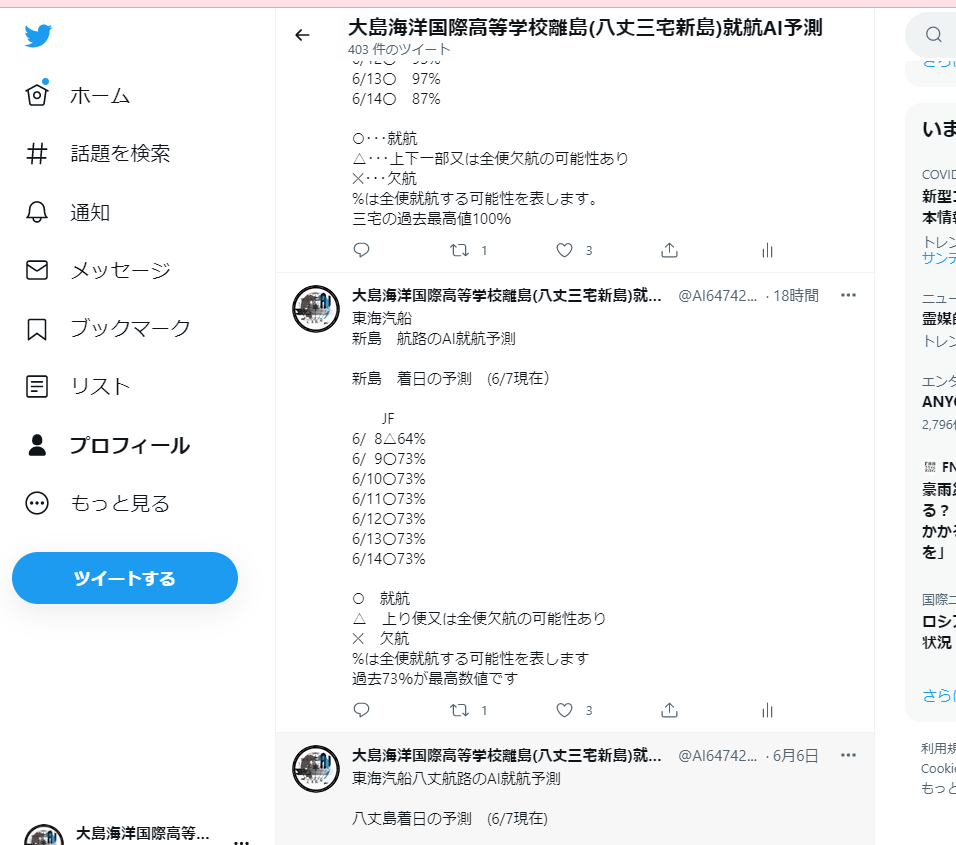 ホーム
話題を検索
通知
メッセージ
ブックマーク
リスト
プロフィール
もっと見る
ツイートする
大島海洋国際高等...
大島海洋国際高等学校離島(八丈三宅新島)就航AI予測
403 件のツイート
6/13○ 97%
6/14○ 87%
○･･･就航
△･･･上下一部又は全便欠航の可能性あり
×･･･欠航
%は全便就航する可能性を表します。
三宅の過去最高値100%
1
3
大島海洋国際高等学校離島(八丈三宅新島)就... @AI64742... · 18時間
東海汽船
新島　航路のAI就航予測
新島　着日の予測　(6/7現在）
JF
6/ 8△64%
6/ 9○73%
6/10○73%
6/11○73%
6/12○73%
6/13○73%
6/14○73%
○　就航
△　上り便又は全便欠航の可能性あり
×　欠航
%は全便就航する可能性を表します
過去73%が最高数値です
1
3
大島海洋国際高等学校離島(八丈三宅新島)就... @AI64742... · 6月6日
東海汽船八丈航路のAI就航予測
八丈島着日の予測　(6/7現在)
いま
COVID
新型
本情
トレン
サンデ
ニュー
霊媒
トレン
エンタ
ANY
2,796
FN
豪雨
る？
かか
を」
国際
ロシ
状況
さら
利用規
Cookie
もっと